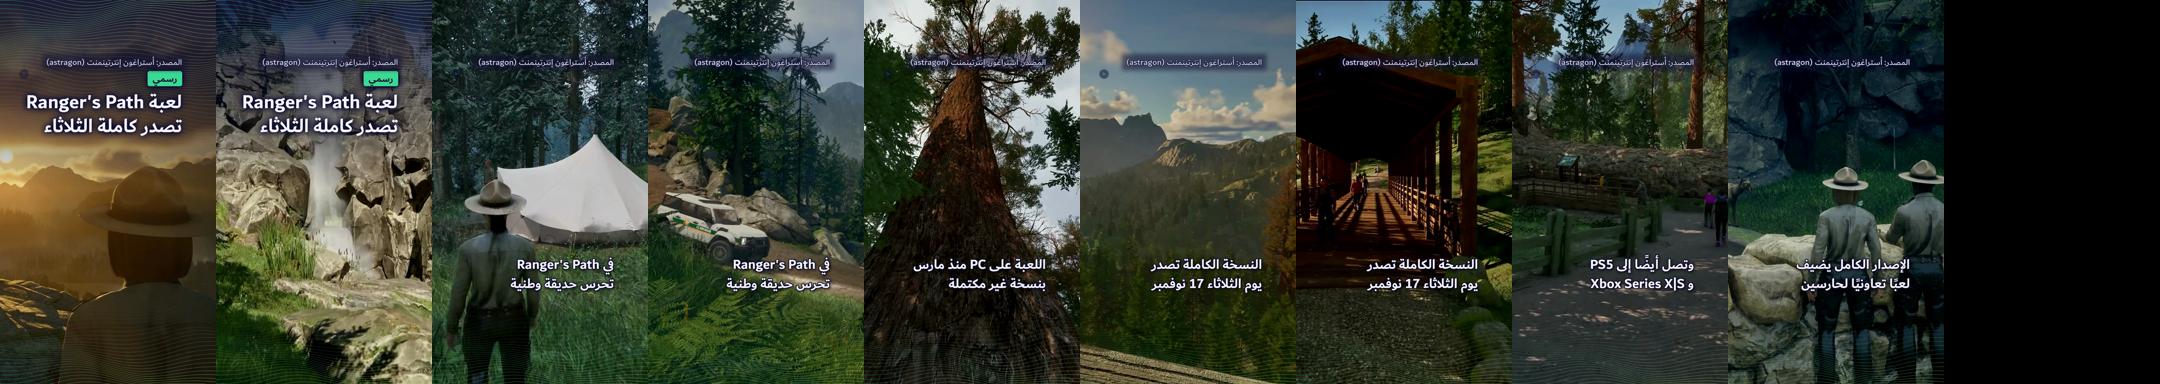 المصدر: أستراغون إنترتينمنت (astragon)
رسمي
لعبة Ranger's Path
تصدر كاملة الثلاثاء
المصدر: أستراغون إنترتينمنت (astragon)
رسمي
لعبة Ranger's Path
تصدر كاملة الثلاثاء
المصدر: أستراغون إنترتينمنت (astragon)
في Ranger's Path
تحرس حديقة وطنية
المصدر: أستراغون إنترتينمنت (astragon)
في Ranger's Path
تحرس حديقة وطنية
المصدر: أستراغون إنترتينمنت (astragon)
اللعبة على PC منذ مارس
بنسخة غير مكتملة
المصدر: أستراغون إنترتينمنت (astragon)
النسخة الكاملة تصدر
يوم الثلاثاء 17 نوفمبر
المصدر: أستراغون إنترتينمنت (astragon)
النسخة الكاملة تصدر
يوم الثلاثاء 17 نوفمبر
المصدر: أستراغون إنترتينمنت (astragon)
وتصل أيضًا إلى PS5
و Xbox Series X|S
المصدر: أستراغون إنترتينمنت (astragon)
الإصدار الكامل يضيف
لعبًا تعاونيًا لحارسين